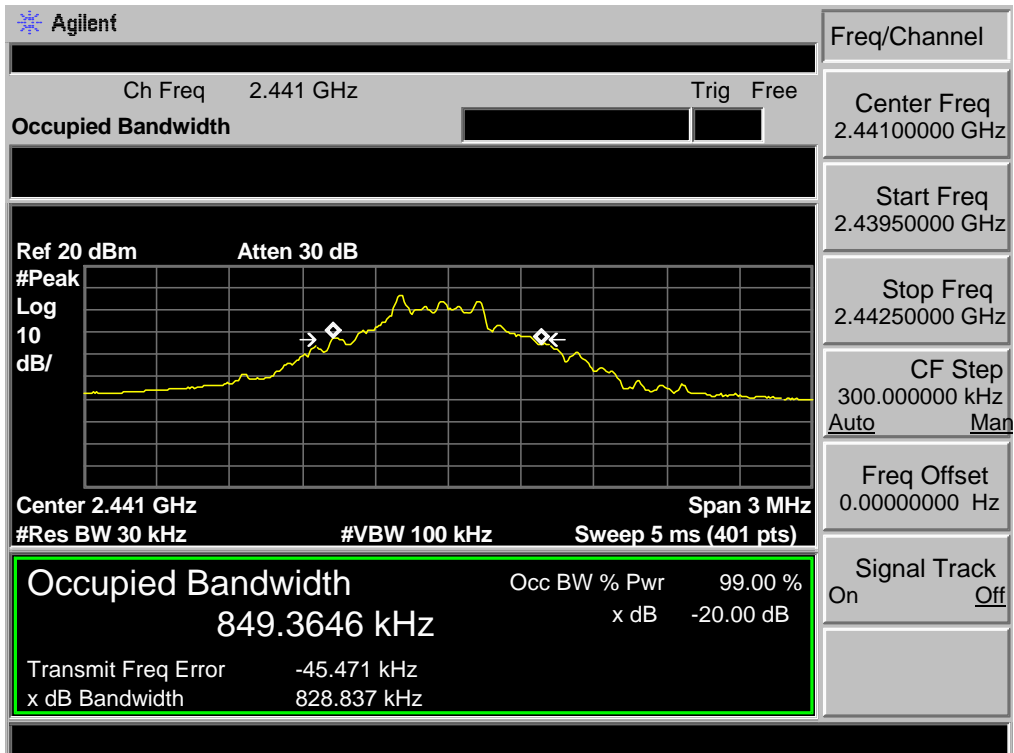 Agilent
Freq/Channel
Ch Freq 2.441 GHz Trig Free
Occupied Bandwidth
Center Freq
2.44100000 GHz
Start Freq
2.43950000 GHz
Stop Freq
2.44250000 GHz
CF Step
300.000000 kHz
Auto Man
Freq Offset
0.00000000 Hz
Signal Track
On Off
Ref 20 dBm Atten 30 dB
#Peak
Log
10
dB/
Center 2.441 GHz Span 3 MHz
#Res BW 30 kHz #VBW 100 kHz Sweep 5 ms (401 pts)
Occupied Bandwidth
849.3646 kHz
Occ BW % Pwr 99.00 %
x dB -20.00 dB
Transmit Freq Error -45.471 kHz
x dB Bandwidth 828.837 kHz